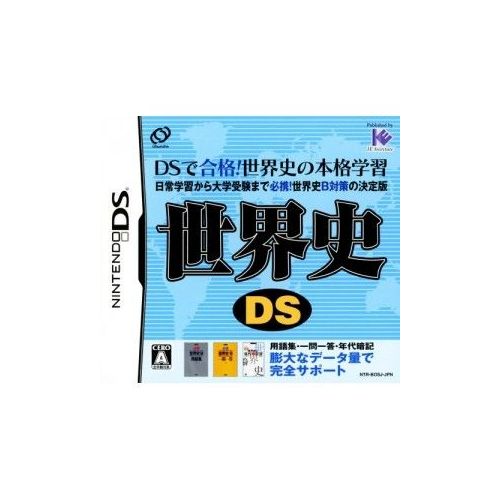 Published by
IE Institute
Obunsha
DSで合格!世界史の本格学習
日常学習から大学受験まで必携!世界史B対策の決定版
世界史
DS
NINTENDO DS
TM
CERO
A
用語集・一問一答・年代暗記
膨大なデータ量で
完全サポート
NTR-BOSJ-JPN